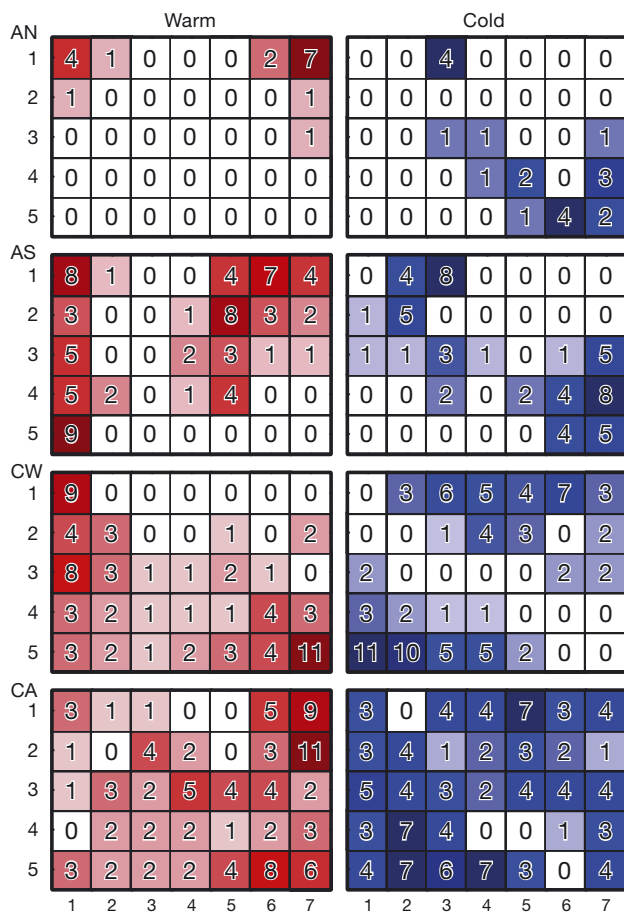 Warm Cold
AN
1 4 1 0 0 0 2 7 0 0 4 0 0 0 0
2 1 0 0 0 0 0 1 0 0 0 0 0 0 0
3 0 0 0 0 0 0 1 0 0 1 1 0 0 1
4 0 0 0 0 0 0 0 0 0 0 1 2 0 3
5 0 0 0 0 0 0 0 0 0 0 0 1 4 2
AS
1 8 1 0 0 4 7 4 0 4 8 0 0 0 0
2 3 0 0 1 8 3 2 1 5 0 0 0 0 0
3 5 0 0 2 3 1 1 1 1 3 1 0 1 5
4 5 2 0 1 4 0 0 0 0 2 0 2 4 8
5 9 0 0 0 0 0 0 0 0 0 0 0 4 5
CW
1 9 0 0 0 0 0 0 0 3 6 5 4 7 3
2 4 3 0 0 1 0 2 0 0 1 4 3 0 2
3 8 3 1 1 2 1 0 2 0 0 0 0 2 2
4 3 2 1 1 1 4 3 3 2 1 1 0 0 0
5 3 2 1 2 3 4 11 11 10 5 5 2 0 0
CA
1 3 1 1 0 0 5 9 3 0 4 4 7 3 4
2 1 0 4 2 0 3 11 3 4 1 2 3 2 1
3 1 3 2 5 4 4 2 5 4 3 2 4 4 4
4 0 2 2 2 1 2 3 3 7 4 0 0 1 3
5 3 2 2 2 4 8 6 4 7 6 7 3 0 4
1 2 3 4 5 6 7 1 2 3 4 5 6 7